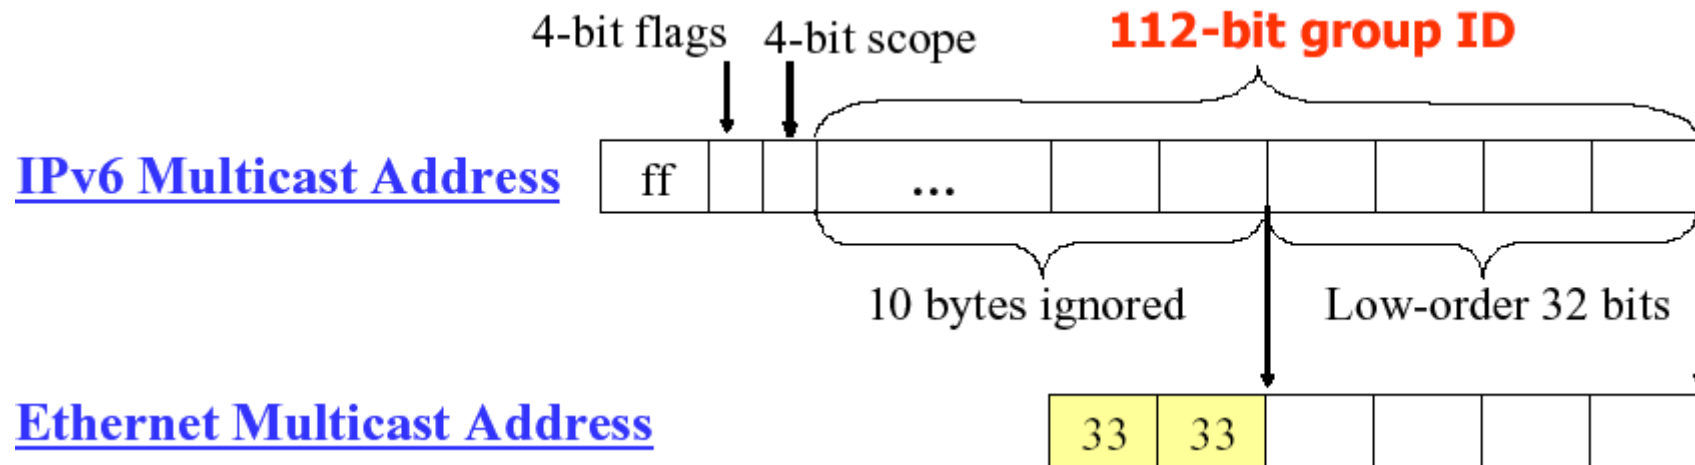 4-bit flags 4-bit scope 112-bit group ID
IPv6 Multicast Address ff ...
10 bytes ignored Low-order 32 bits
Ethernet Multicast Address 33 33